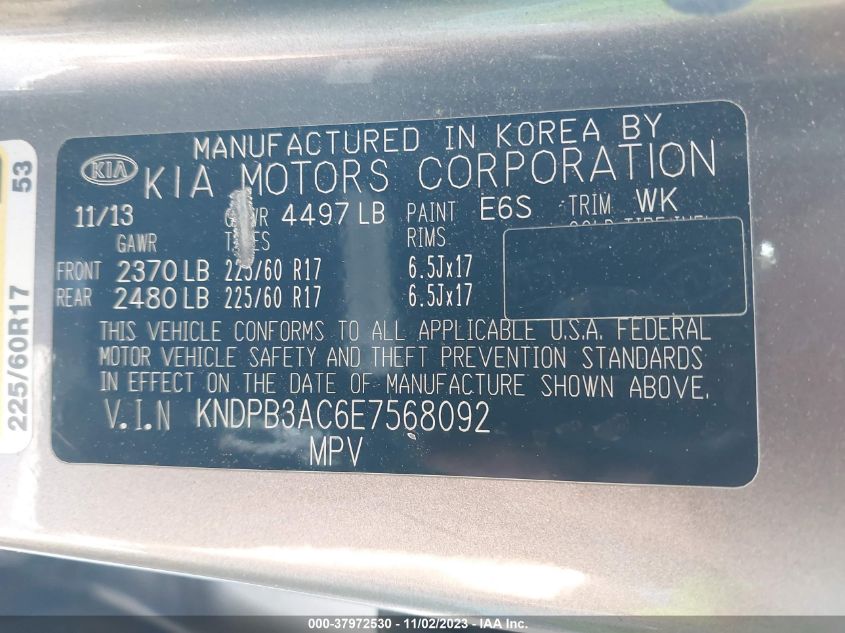 MANUFACTURED IN KOREA BY
KIA KIA MOTORS CORPORATION
11/13 4497 LB PAINT E6S TRIM WK
GAWR RIMS
FRONT 2370 LB 225/60 R17 6.5Jx17
REAR 2480 LB 225/60 R17 6.5Jx17
THIS VEHICLE CONFORMS TO ALL APPLICABLE U.S.A. FEDERAL
MOTOR VEHICLE SAFETY AND THEFT PREVENTION STANDARDS
IN EFFECT ON THE DATE OF MANUFACTURE SHOWN ABOVE.
V.I.N KNDPB3AC6E7568092
MPV
225/60R17 53
000-37972530 - 11/02/2023 - IAA Inc.